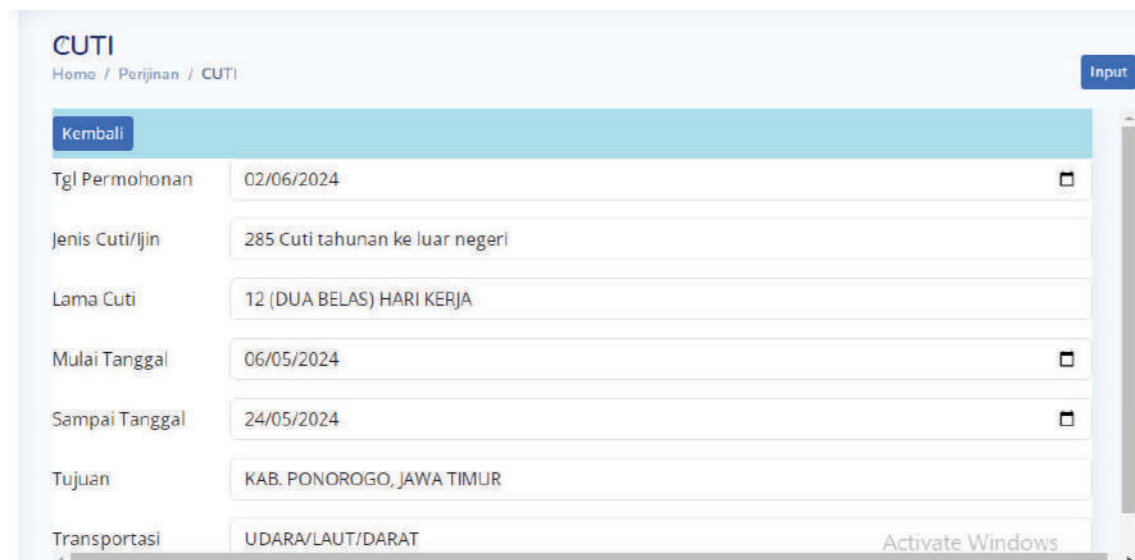 CUTI
Home / Perijinan / CUTI
Input
Kembali
Tgl Permohonan 02/06/2024
Jenis Cuti/Ijin 285 Cuti tahunan ke luar negeri
Lama Cuti 12 (DUA BELAS) HARI KERJA
Mulai Tanggal 06/05/2024
Sampai Tanggal 24/05/2024
Tujuan KAB. PONOROGO, JAWA TIMUR
Transportasi UDARA/LAUT/DARAT
Activate Windows